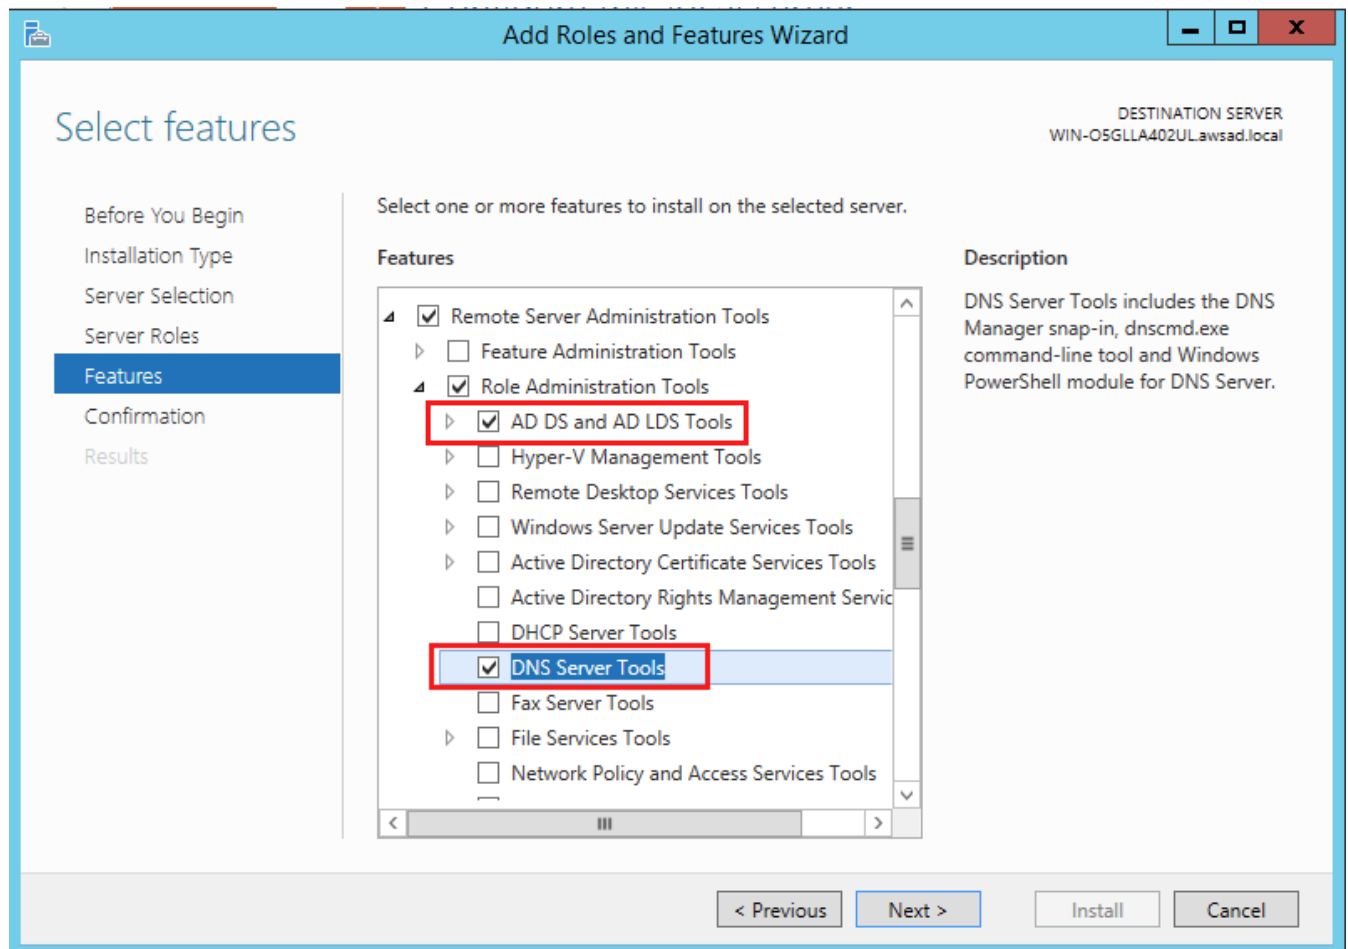 Add Roles and Features Wizard
Select features
DESTINATION SERVER
WIN-O5GLLA402UL.awsad.local
Before You Begin
Installation Type
Server Selection
Server Roles
Features
Confirmation
Results
Select one or more features to install on the selected server.
Features
Remote Server Administration Tools
Feature Administration Tools
Role Administration Tools
AD DS and AD LDS Tools
Hyper-V Management Tools
Remote Desktop Services Tools
Windows Server Update Services Tools
Active Directory Certificate Services Tools
Active Directory Rights Management Servic
DHCP Server Tools
DNS Server Tools
Fax Server Tools
File Services Tools
Network Policy and Access Services Tools
Description
DNS Server Tools includes the DNS
Manager snap-in, dnscmd.exe
command-line tool and Windows
PowerShell module for DNS Server.
< Previous
Next >
Install
Cancel